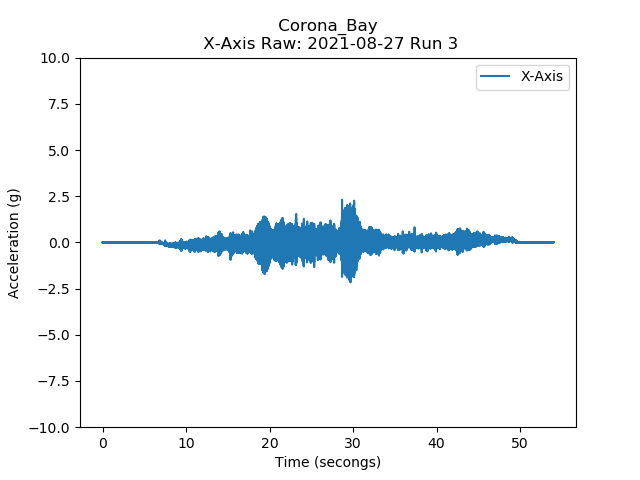 Corona_Bay
X-Axis Raw: 2021-08-27 Run 3
X-Axis
Acceleration (g)
10.0
7.5
5.0
2.5
0.0
−2.5
−5.0
−7.5
−10.0
0 10 20 30 40 50
Time (secongs)